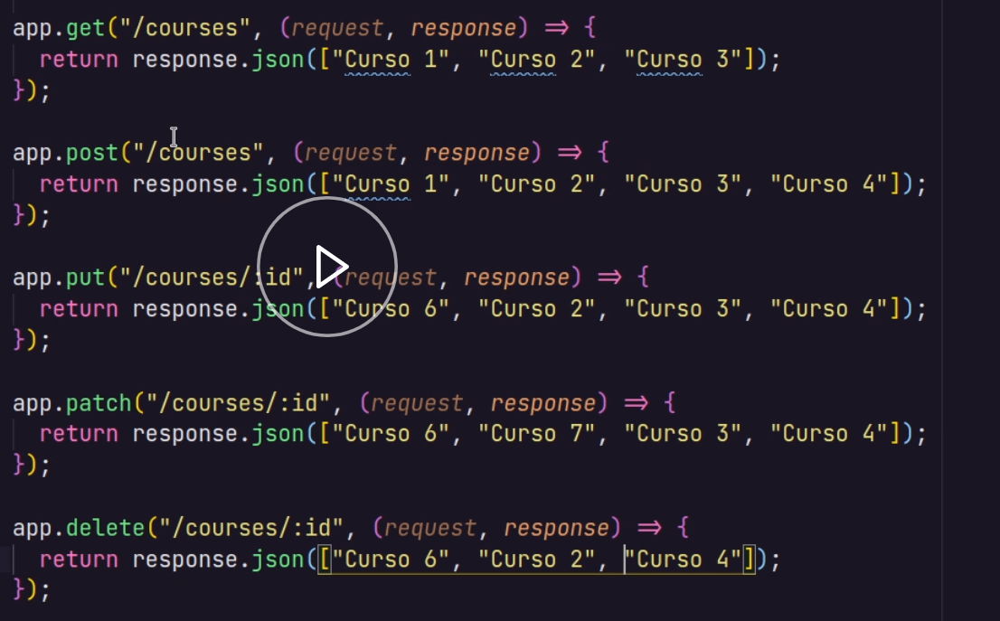 app.get("/courses", (request, response) => {
  return response.json(["Curso 1", "Curso 2", "Curso 3"]);
});
app.post("/courses", (request, response) => {
  return response.json(["Curso 1", "Curso 2", "Curso 3", "Curso 4"]);
});
app.put("/courses/:id", (request, response) => {
  return response.json(["Curso 6", "Curso 2", "Curso 3", "Curso 4"]);
});
app.patch("/courses/:id", (request, response) => {
  return response.json(["Curso 6", "Curso 7", "Curso 3", "Curso 4"]);
});
app.delete("/courses/:id", (request, response) => {
  return response.json(["Curso 6", "Curso 2", "Curso 4"]);
});